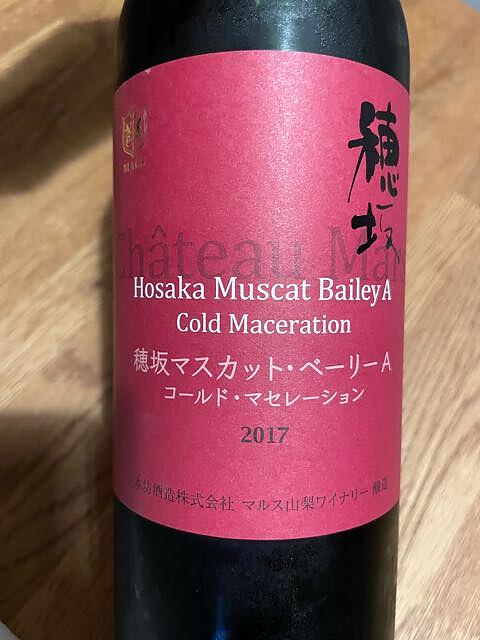 MARS
穂坂
Château Mar
Hosaka Muscat Bailey A
Cold Maceration
穂坂マスカット・ベーリーA
コールド・マセレーション
2017
本坊酒造株式会社 マルス山梨ワイナリー 醸造